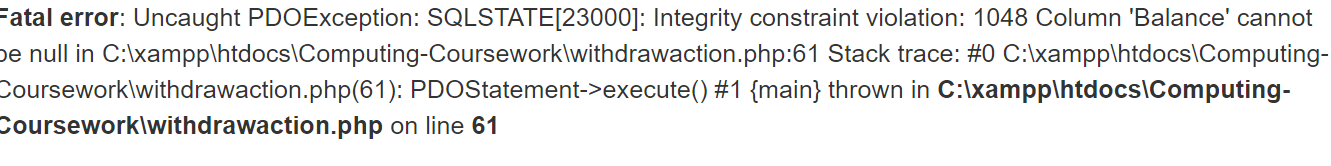 Fatal error: Uncaught PDOException: SQLSTATE[23000]: Integrity constraint violation: 1048 Column 'Balance' cannot
be null in C:\xampp\htdocs\Computing-Coursework\withdrawaction.php:61 Stack trace: #0 C:\xampp\htdocs\Computing-
Coursework\withdrawaction.php(61): PDOStatement->execute() #1 {main} thrown in C:\xampp\htdocs\Computing-
Coursework\withdrawaction.php on line 61